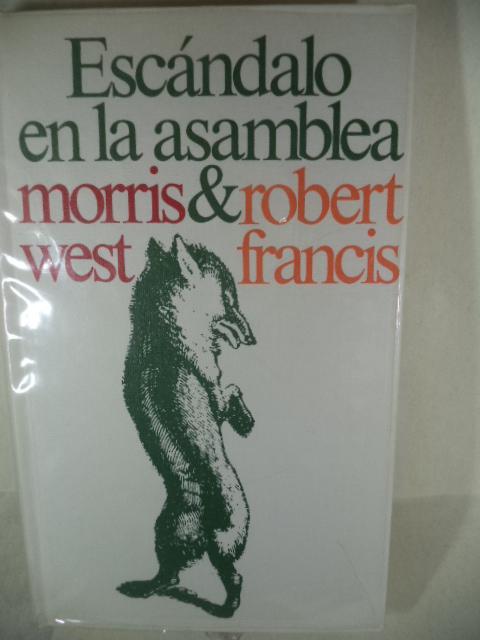 Escándalo
en la asamblea
morris & robert
west francis